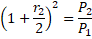 (1 + r₂/2)² = P₂/P₁